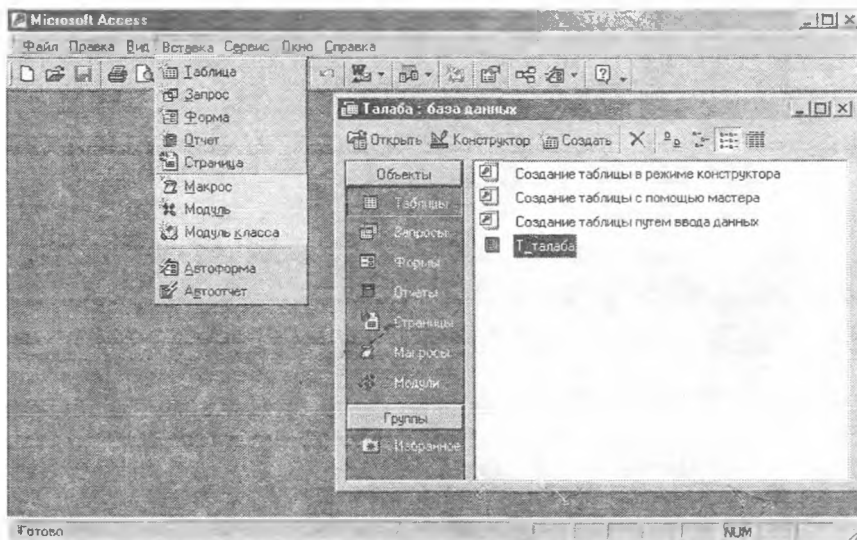 Microsoft Access
Файл Правка Вид Вставка Сервис Окно Справка
Таблица
Запрос
Форма
Отчет
Страница
Макрос
Модуль
Модуль класса
Автоформа
Автоотчет
Талаба : база данных
Открыть Конструктор Создать
Объекты
Таблицы
Запросы
Формы
Отчеты
Страницы
Макросы
Модули
Группы
Избранное
Создание таблицы в режиме конструктора
Создание таблицы с помощью мастера
Создание таблицы путем ввода данных
Т_талаба
Готово
NUM